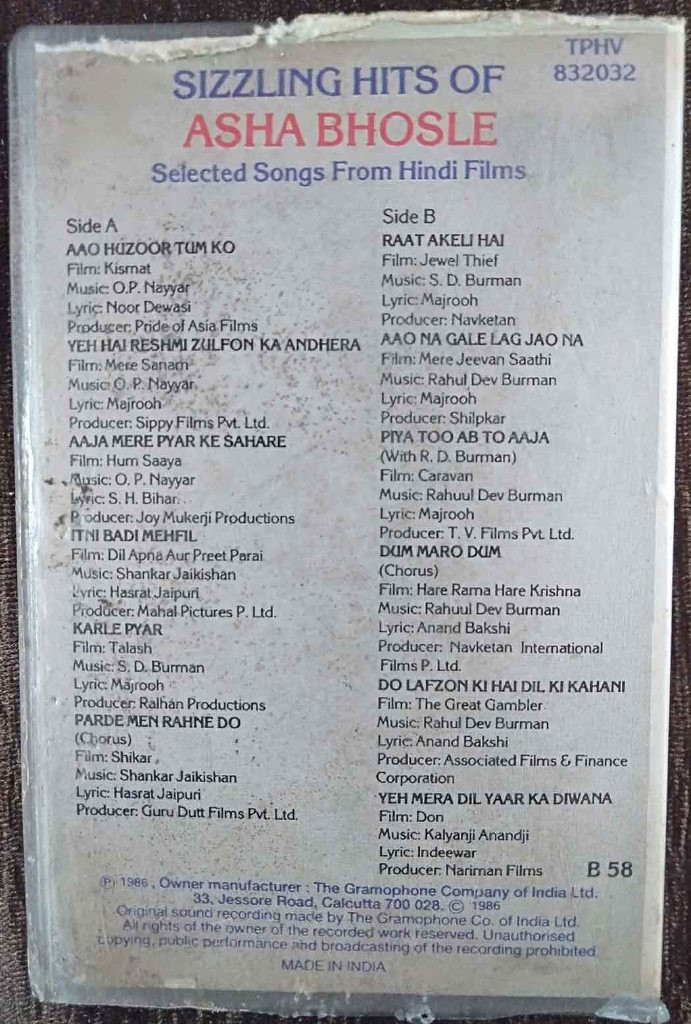 TPHV
832032
SIZZLING HITS OF
ASHA BHOSLE
Selected Songs From Hindi Films
Side A
AAO HUZOOR TUM KO
Film: Kismat
Music: O.P. Nayyar
Lyric: Noor Dewasi
Producer: Pride of Asia Films
YEH HAI RESHMI ZULFON KA ANDHERA
Film: Mere Sanam
Music: O. P. Nayyar
Lyric: Majrooh
Producer: Sippy Films Pvt. Ltd.
AAJA MERE PYAR KE SAHARE
Film: Hum Saaya
Music: O. P. Nayyar
Lyric: S. H. Bihari
Producer: Joy Mukerji Productions
ITNI BADI MEHFIL
Film: Dil Apna Aur Preet Parai
Music: Shankar Jaikishan
Lyric: Hasrat Jaipuri
Producer: Mahal Pictures P. Ltd.
KARLE PYAR
Film: Talash
Music: S. D. Burman
Lyric: Majrooh
Producer: Ralhan Productions
PARDE MEN RAHNE DO
(Chorus)
Film: Shikar
Music: Shankar Jaikishan
Lyric: Hasrat Jaipuri
Producer: Guru Dutt Films Pvt. Ltd.
Side B
RAAT AKELI HAI
Film: Jewel Thief
Music: S. D. Burman
Lyric: Majrooh
Producer: Navketan
AAO NA GALE LAG JAO NA
Film: Mere Jeevan Saathi
Music: Rahul Dev Burman
Lyric: Majrooh
Producer: Shilpkar
PIYA TOO AB TO AAJA
(With R. D. Burman)
Film: Caravan
Music: Rahuul Dev Burman
Lyric: Majrooh
Producer: T. V. Films Pvt. Ltd.
DUM MARO DUM
(Chorus)
Film: Hare Rama Hare Krishna
Music: Rahuul Dev Burman
Lyric: Anand Bakshi
Producer: Navketan International
Films P. Ltd.
DO LAFZON KI HAI DIL KI KAHANI
Film: The Great Gambler
Music: Rahul Dev Burman
Lyric: Anand Bakshi
Producer: Associated Films & Finance
Corporation
YEH MERA DIL YAAR KA DIWANA
Film: Don
Music: Kalyanji Anandji
Lyric: Indeewar
Producer: Nariman Films
B 58
Ⓟ 1986, Owner manufacturer : The Gramophone Company of India Ltd.
33, Jessore Road, Calcutta 700 028. © 1986
Original sound recording made by The Gramophone Co. of India Ltd.
All rights of the owner of the recorded work reserved. Unauthorised
copying, public performance and broadcasting of the recording prohibited.
MADE IN INDIA